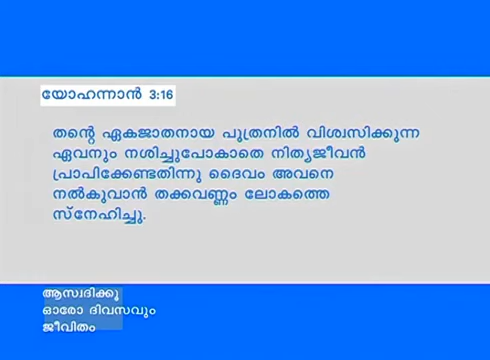 യോഹന്നാൻ 3:16
തന്റെ ഏകജാതനായ പുത്രനിൽ വിശ്വസിക്കുന്ന
ഏവനും നശിച്ചുപോകാതെ നിത്യജീവൻ
പ്രാപിക്കേണ്ടതിന്നു ദൈവം അവനെ
നൽകുവാൻ തക്കവണ്ണം ലോകത്തെ
സ്നേഹിച്ചു.
ആസ്വദിക്കൂ
ഓരോ ദിവസവും
ജീവിതം